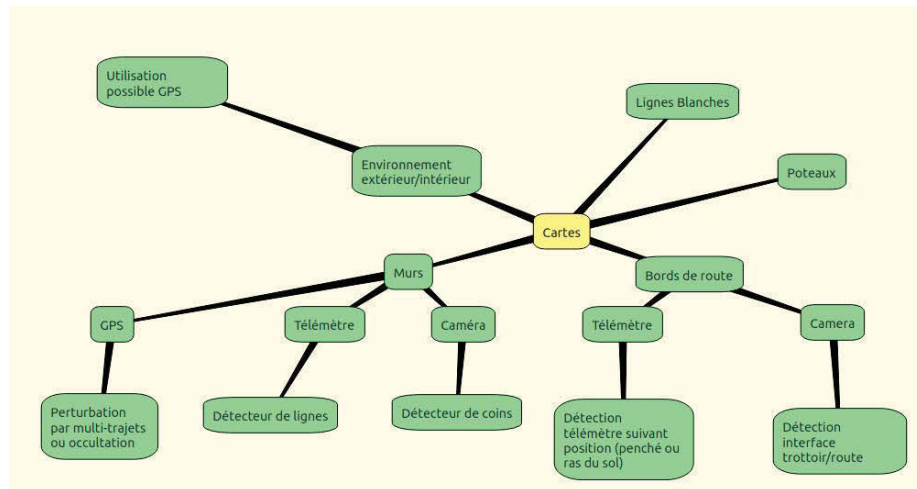 Utilisation
possible GPS
Lignes Blanches
Environnement
extérieur/intérieur
Poteaux
Cartes
Murs
Bords de route
GPS
Télémètre
Caméra
Télémètre
Camera
Perturbation
par multi-trajets
ou occultation
Détecteur de lignes
Détecteur de coins
Détection
télémètre suivant
position (penché ou
ras du sol)
Détection
interface
trottoir/route